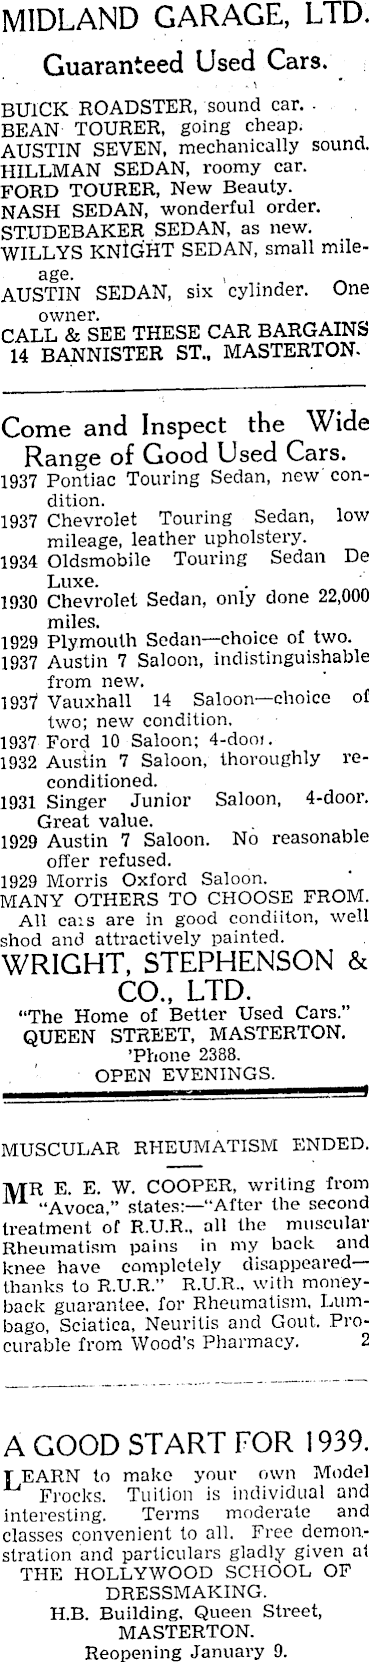 MIDLAND GARAGE, LTD.
Guaranteed Used Cars.
BUICK ROADSTER, sound car.
BEAN TOURER, going cheap.
AUSTIN SEVEN, mechanically sound.
HILLMAN SEDAN, roomy car.
FORD TOURER, New Beauty.
NASH SEDAN, wonderful order.
STUDEBAKER SEDAN, as new.
WILLYS KNIGHT SEDAN, small mile-
age.
AUSTIN SEDAN, six cylinder. One
owner.
CALL & SEE THESE CAR BARGAINS
14 BANNISTER ST., MASTERTON.
Come and Inspect the Wide
Range of Good Used Cars.
1937 Pontiac Touring Sedan, new con-
dition.
1937 Chevrolet Touring Sedan, low
mileage, leather upholstery.
1934 Oldsmobile Touring Sedan De
Luxe.
1930 Chevrolet Sedan, only done 22,000
miles.
1929 Plymouth Sedan—choice of two.
1937 Austin 7 Saloon, indistinguishable
from new.
1937 Vauxhall 14 Saloon—choice of
two; new condition.
1937 Ford 10 Saloon; 4-door.
1932 Austin 7 Saloon, thoroughly re-
conditioned.
1931 Singer Junior Saloon, 4-door.
Great value.
1929 Austin 7 Saloon. No reasonable
offer refused.
1929 Morris Oxford Saloon.
MANY OTHERS TO CHOOSE FROM.
All cars are in good condiiton, well
shod and attractively painted.
WRIGHT, STEPHENSON &
CO., LTD.
"The Home of Better Used Cars."
QUEEN STREET, MASTERTON.
'Phone 2388.
OPEN EVENINGS.
MUSCULAR RHEUMATISM ENDED.
MR E. E. W. COOPER, writing from
"Avoca," states:—"After the second
treatment of R.U.R., all the muscular
Rheumatism pains in my back and
knee have completely disappeared—
thanks to R.U.R." R.U.R., with money-
back guarantee, for Rheumatism, Lum-
bago, Sciatica, Neuritis and Gout. Pro-
curable from Wood's Pharmacy. 2
A GOOD START FOR 1939.
LEARN to make your own Model
Frocks. Tuition is individual and
interesting. Terms moderate and
classes convenient to all. Free demon-
stration and particulars gladly given at
THE HOLLYWOOD SCHOOL OF
DRESSMAKING.
H.B. Building, Queen Street,
MASTERTON.
Reopening January 9.